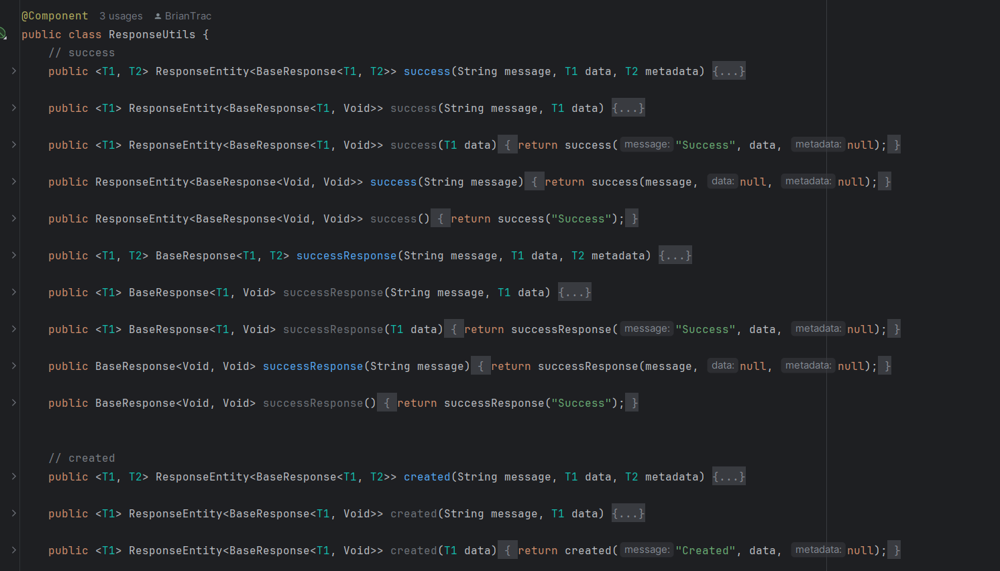 @Component 3 usages BrianTrac
public class ResponseUtils {
// success
public <T1, T2> ResponseEntity<BaseResponse<T1, T2>> success(String message, T1 data, T2 metadata) {...}
public <T1> ResponseEntity<BaseResponse<T1, Void>> success(String message, T1 data) {...}
public <T1> ResponseEntity<BaseResponse<T1, Void>> success(T1 data) { return success( message: "Success", data, metadata: null); }
public ResponseEntity<BaseResponse<Void, Void>> success(String message) { return success(message, data: null, metadata: null); }
public ResponseEntity<BaseResponse<Void, Void>> success() { return success("Success"); }
public <T1, T2> BaseResponse<T1, T2> successResponse(String message, T1 data, T2 metadata) {...}
public <T1> BaseResponse<T1, Void> successResponse(String message, T1 data) {...}
public <T1> BaseResponse<T1, Void> successResponse(T1 data) { return successResponse( message: "Success", data, metadata: null); }
public BaseResponse<Void, Void> successResponse(String message) { return successResponse(message, data: null, metadata: null); }
public BaseResponse<Void, Void> successResponse() { return successResponse("Success"); }
// created
public <T1, T2> ResponseEntity<BaseResponse<T1, T2>> created(String message, T1 data, T2 metadata) {...}
public <T1> ResponseEntity<BaseResponse<T1, Void>> created(String message, T1 data) {...}
public <T1> ResponseEntity<BaseResponse<T1, Void>> created(T1 data) { return created( message: "Created", data, metadata: null); }